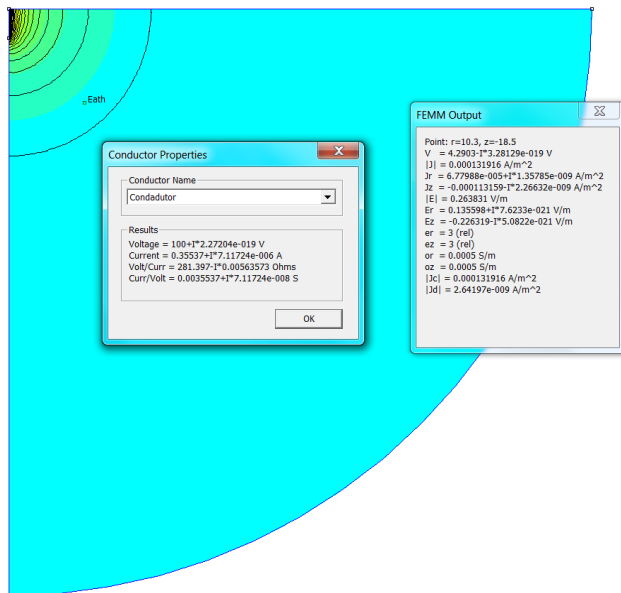 Eath
Conductor Properties
Conductor Name
Condadutor
Results
Voltage = 100+I*2.27204e-019 V
Current = 0.35537+I*7.11724e-006 A
Volt/Curr = 281.397-I*0.00563573 Ohms
Curr/Volt = 0.0035537+I*7.11724e-008 S
OK
FEMM Output
Point: r=10.3, z=-18.5
V = 4.2903-I*3.28129e-019 V
|J| = 0.000131916 A/m^2
Jr = 6.77988e-005+I*1.35785e-009 A/m^2
Jz = -0.000113159-I*2.26632e-009 A/m^2
|E| = 0.263831 V/m
Er = 0.135598+I*7.6233e-021 V/m
Ez = -0.226319-I*5.0822e-021 V/m
er = 3 (rel)
ez = 3 (rel)
or = 0.0005 S/m
oz = 0.0005 S/m
|Jc| = 0.000131916 A/m^2
|Jd| = 2.64197e-009 A/m^2